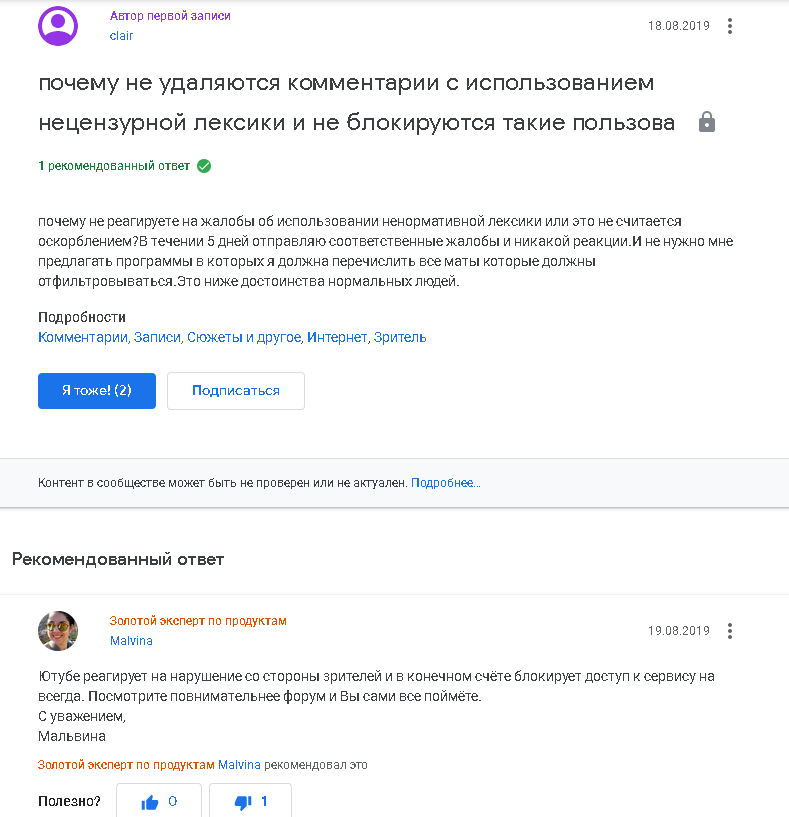 Автор первой записи
clair
18.08.2019
почему не удаляются комментарии с использованием
нецензурной лексики и не блокируются такие пользова
1 рекомендованный ответ
почему не реагируете на жалобы об использовании ненормативной лексики или это не считается
оскорблением?В течении 5 дней отправляю соответственные жалобы и никакой реакции.И не нужно мне
предлагать программы в которых я должна перечислить все маты которые должны
отфильтровываться.Это ниже достоинства нормальных людей.
Подробности
Комментарии, Записи, Сюжеты и другое, Интернет, Зритель
Я тоже! (2)
Подписаться
Контент в сообществе может быть не проверен или не актуален. Подробнее…
Рекомендованный ответ
Золотой эксперт по продуктам
Malvina
19.08.2019
Ютубе реагирует на нарушение со стороны зрителей и в конечном счёте блокирует доступ к сервису на
всегда. Посмотрите повнимательнее форум и Вы сами все поймёте.
С уважением,
Мальвина
Золотой эксперт по продуктам Malvina рекомендовал это
Полезно?
0
1